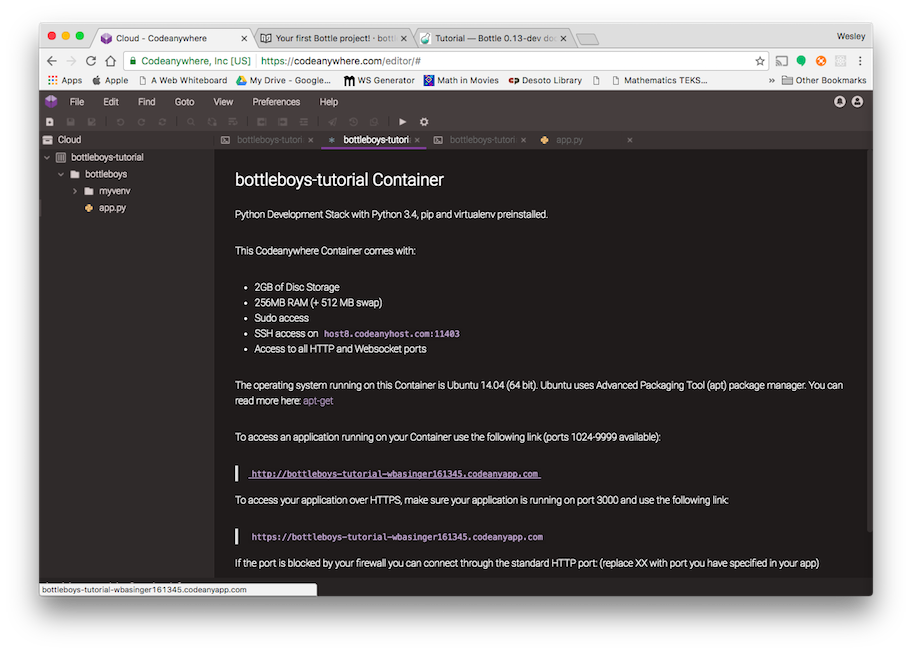 Cloud - Codeanywhere
Your first Bottle project! · bottl
Tutorial — Bottle 0.13-dev do
Wesley
Codeanywhere, Inc [US] https://codeanywhere.com/editor/#
Apps Apple A Web Whiteboard My Drive - Google... WS Generator Math in Movies Desoto Library Mathematics TEKS... » Other Bookmarks
File Edit Find Goto View Preferences Help
Cloud
bottleboys-tutori
bottleboys-tutori
bottleboys-tutori
app.py
bottleboys-tutorial
bottleboys
myvenv
app.py
bottleboys-tutorial Container
Python Development Stack with Python 3.4, pip and virtualenv preinstalled.
This Codeanywhere Container comes with:
• 2GB of Disc Storage
• 256MB RAM (+ 512 MB swap)
• Sudo access
• SSH access on host8.codeanyhost.com:11403
• Access to all HTTP and Websocket ports
The operating system running on this Container is Ubuntu 14.04 (64 bit). Ubuntu uses Advanced Packaging Tool (apt) package manager. You can
read more here: apt-get
To access an application running on your Container use the following link (ports 1024-9999 available):
http://bottleboys-tutorial-wbasinger161345.codeanyapp.com
To access your application over HTTPS, make sure your application is running on port 3000 and use the following link:
https://bottleboys-tutorial-wbasinger161345.codeanyapp.com
If the port is blocked by your firewall you can connect through the standard HTTP port: (replace XX with port you have specified in your app)
bottleboys-tutorial-wbasinger161345.codeanyapp.com